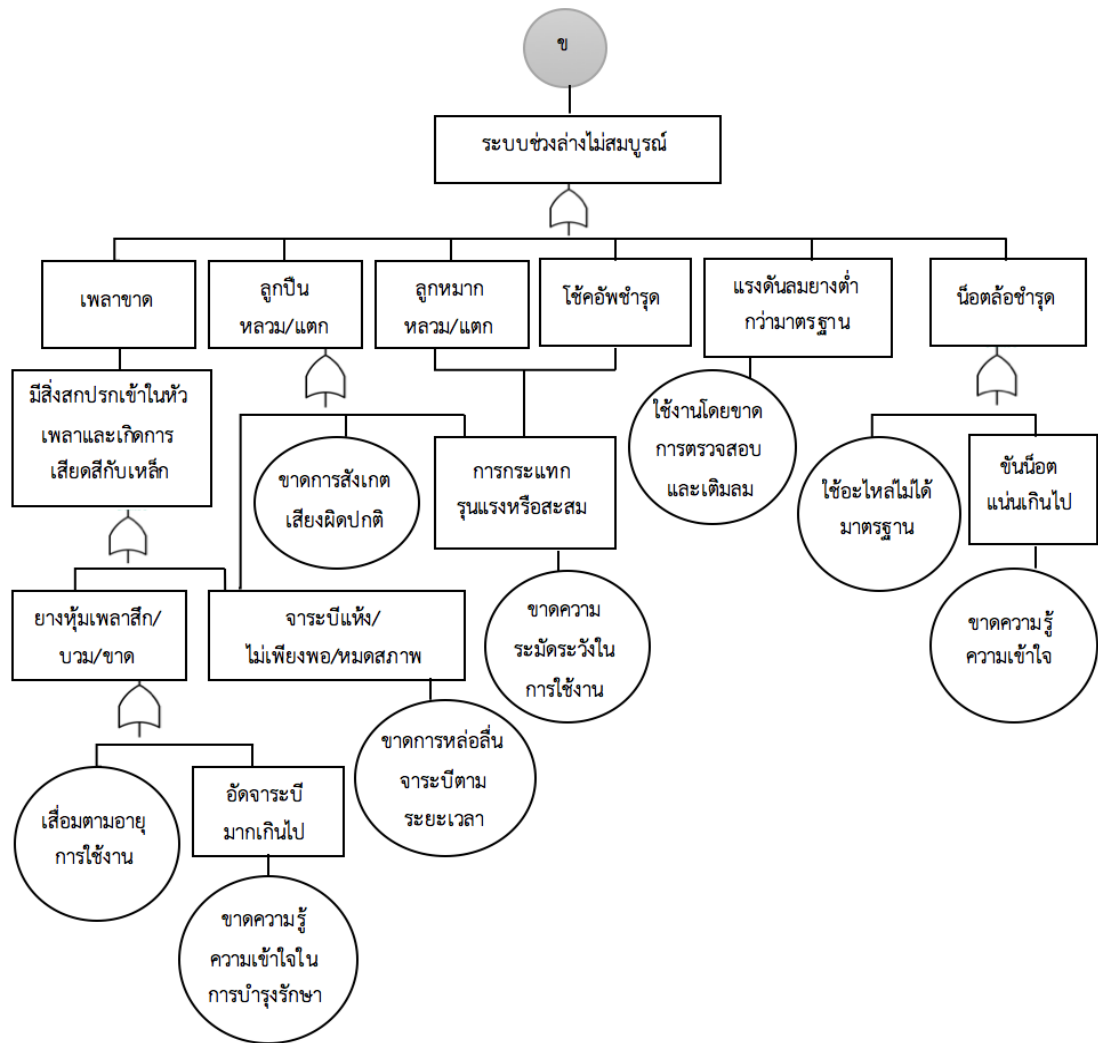 ข
ระบบช่วงล่างไม่สมบูรณ์
เพลาขาด
ลูกปืน
หลวม/แตก
ลูกหมาก
หลวม/แตก
โช้คอัพชำรุด
แรงดันลมยางต่ำ
กว่ามาตรฐาน
น็อตล้อชำรุด
มีสิ่งสกปรกเข้าในหัว
เพลาและเกิดการ
เสียดสีกับเหล็ก
ขาดการสังเกต
เสียงผิดปกติ
การกระแทก
รุนแรงหรือสะสม
ใช้งานโดยขาด
การตรวจสอบ
และเติมลม
ใช้อะไหล่ไม่ได้
มาตรฐาน
ขันน็อต
แน่นเกินไป
ยางหุ้มเพลาสึก/
บวม/ขาด
จาระบีแห้ง/
ไม่เพียงพอ/หมดสภาพ
ขาดความ
ระมัดระวังใน
การใช้งาน
ขาดความรู้
ความเข้าใจ
เสื่อมตามอายุ
การใช้งาน
อัดจาระบี
มากเกินไป
ขาดการหล่อลื่น
จาระบีตาม
ระยะเวลา
ขาดความรู้
ความเข้าใจใน
การบำรุงรักษา